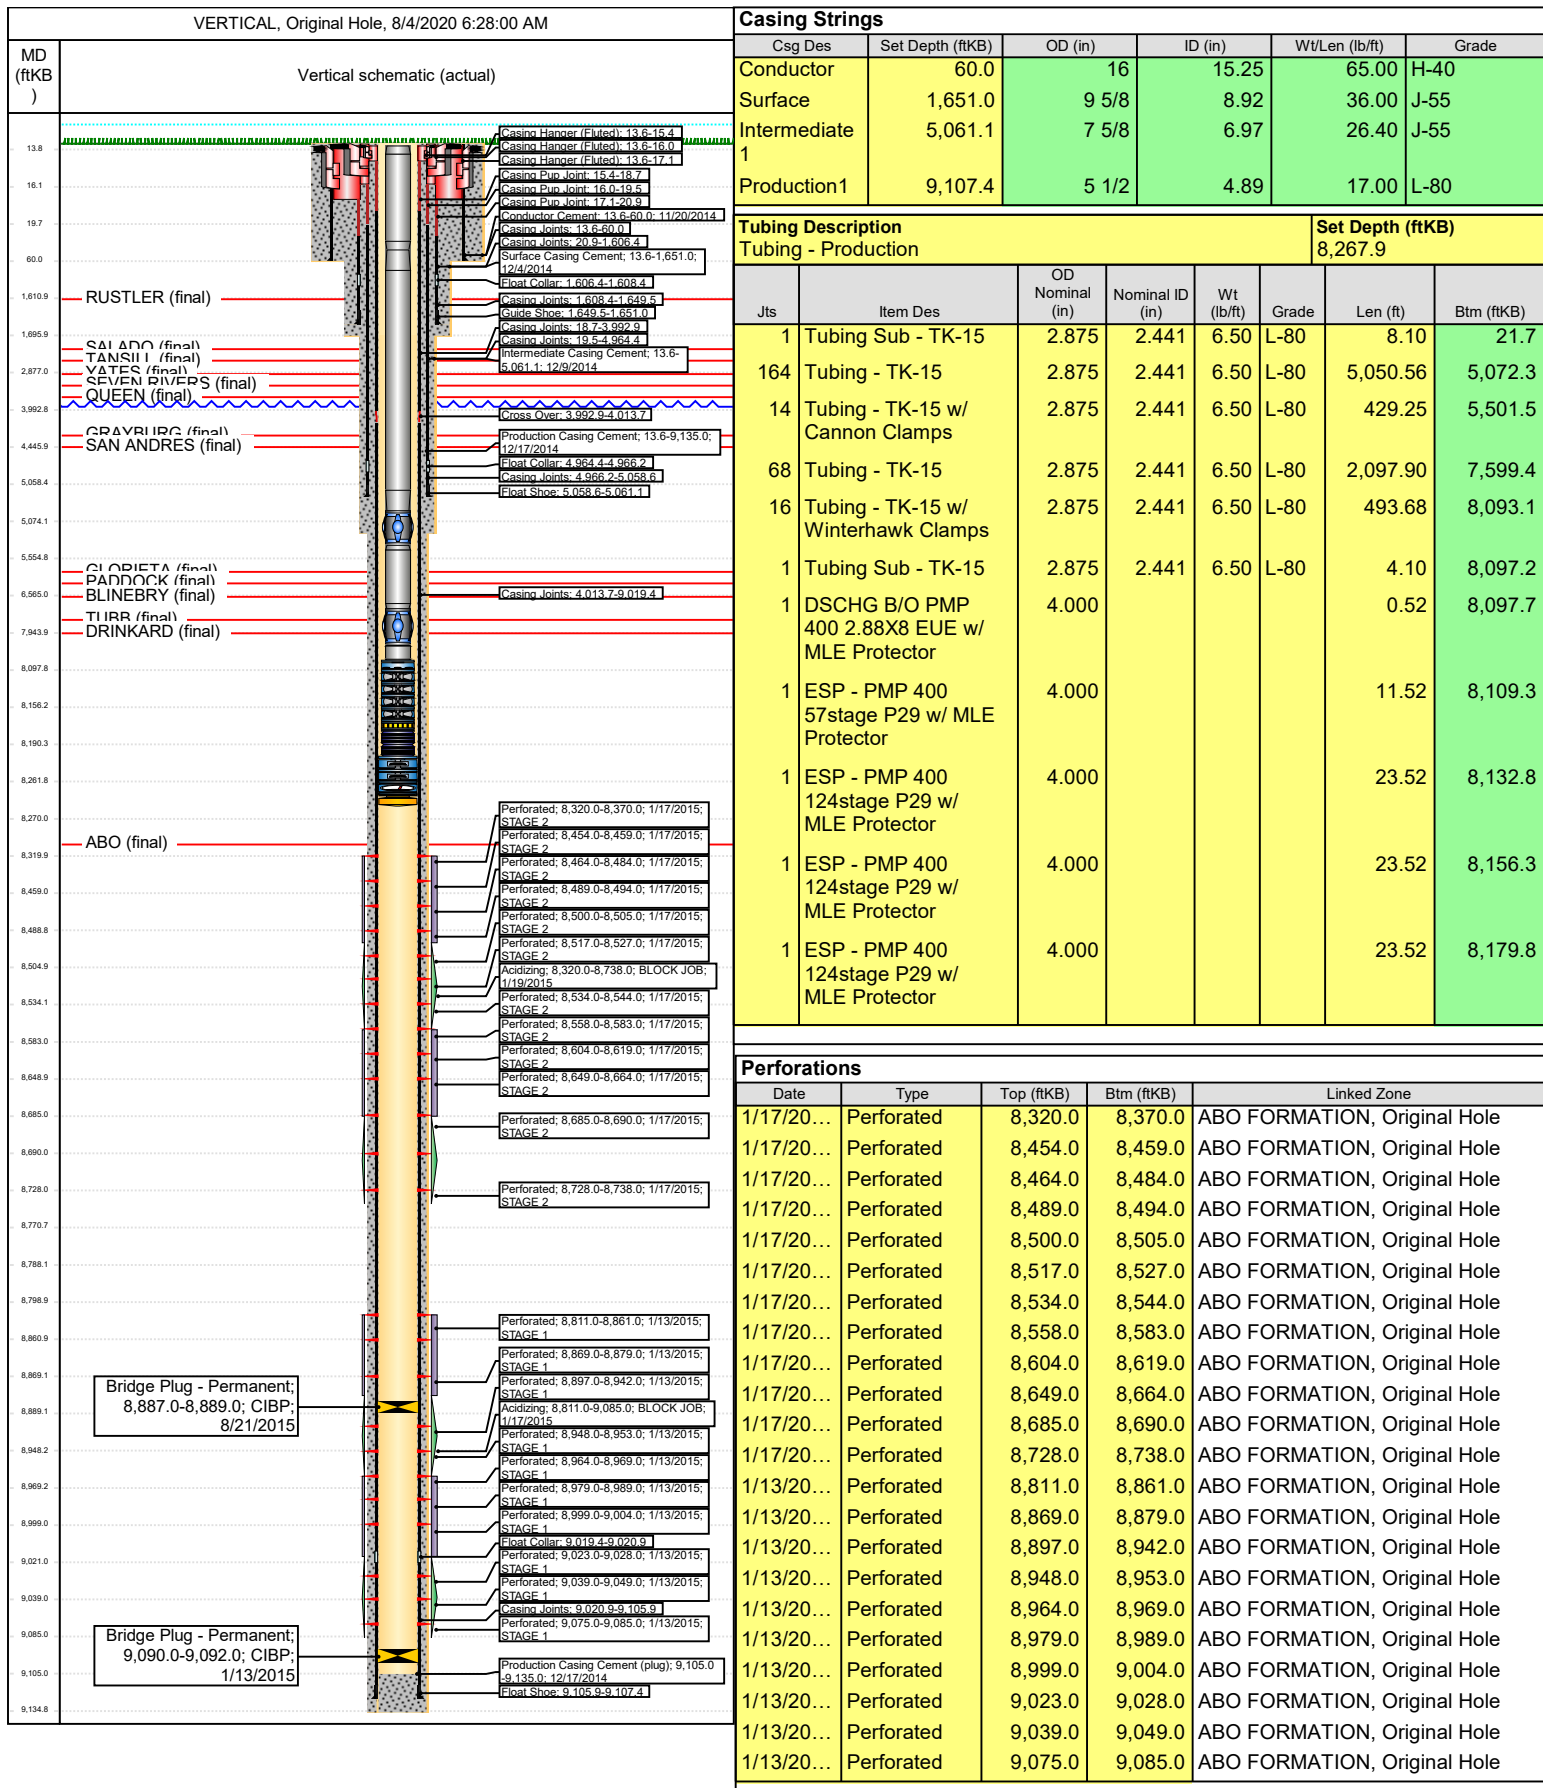 VERTICAL, Original Hole, 8/4/2020 6:28:00 AM
MD
(ftKB
)
Vertical schematic (actual)
13.8
16.1
19.7
60.0
1,610.9
1,695.9
2,877.0
3,992.8
4,445.9
5,058.4
5,074.1
5,554.8
6,565.0
7,943.9
8,097.8
8,156.2
8,190.3
8,261.8
8,270.0
8,319.9
8,459.0
8,488.8
8,504.9
8,534.1
8,583.0
8,648.9
8,685.0
8,690.0
8,728.0
8,770.7
8,788.1
8,798.9
8,860.9
8,869.1
8,889.1
8,948.2
8,969.2
8,999.0
9,021.0
9,039.0
9,085.0
9,105.0
9,134.8
RUSTLER (final)
SALADO (final)
TANSILL (final)
YATES (final)
SEVEN RIVERS (final)
QUEEN (final)
GRAYBURG (final)
SAN ANDRES (final)
GLORIETA (final)
PADDOCK (final)
BLINEBRY (final)
TUBB (final)
DRINKARD (final)
ABO (final)
Bridge Plug - Permanent;
8,887.0-8,889.0; CIBP;
8/21/2015
Bridge Plug - Permanent;
9,090.0-9,092.0; CIBP;
1/13/2015
Casing Hanger (Fluted); 13.6-15.4
Casing Hanger (Fluted); 13.6-16.0
Casing Hanger (Fluted); 13.6-17.1
Casing Pup Joint; 15.4-18.7
Casing Pup Joint; 16.0-19.5
Casing Pup Joint; 17.1-20.9
Conductor Cement; 13.6-60.0; 11/20/2014
Casing Joints; 13.6-60.0
Casing Joints; 20.9-1,606.4
Surface Casing Cement; 13.6-1,651.0;
12/4/2014
Float Collar; 1,606.4-1,608.4
Casing Joints; 1,608.4-1,649.5
Guide Shoe; 1,649.5-1,651.0
Casing Joints; 18.7-3,992.9
Casing Joints; 19.5-4,964.4
Intermediate Casing Cement; 13.6-
5,061.1; 12/9/2014
Cross Over; 3,992.9-4,013.7
Production Casing Cement; 13.6-9,135.0;
12/17/2014
Float Collar; 4,964.4-4,966.2
Casing Joints; 4,966.2-5,058.6
Float Shoe; 5,058.6-5,061.1
Casing Joints; 4,013.7-9,019.4
Perforated; 8,320.0-8,370.0; 1/17/2015;
STAGE 2
Perforated; 8,454.0-8,459.0; 1/17/2015;
STAGE 2
Perforated; 8,464.0-8,484.0; 1/17/2015;
STAGE 2
Perforated; 8,489.0-8,494.0; 1/17/2015;
STAGE 2
Perforated; 8,500.0-8,505.0; 1/17/2015;
STAGE 2
Perforated; 8,517.0-8,527.0; 1/17/2015;
STAGE 2
Acidizing; 8,320.0-8,738.0; BLOCK JOB;
1/19/2015
Perforated; 8,534.0-8,544.0; 1/17/2015;
STAGE 2
Perforated; 8,558.0-8,583.0; 1/17/2015;
STAGE 2
Perforated; 8,604.0-8,619.0; 1/17/2015;
STAGE 2
Perforated; 8,649.0-8,664.0; 1/17/2015;
STAGE 2
Perforated; 8,685.0-8,690.0; 1/17/2015;
STAGE 2
Perforated; 8,728.0-8,738.0; 1/17/2015;
STAGE 2
Perforated; 8,811.0-8,861.0; 1/13/2015;
STAGE 1
Perforated; 8,869.0-8,879.0; 1/13/2015;
STAGE 1
Perforated; 8,897.0-8,942.0; 1/13/2015;
STAGE 1
Acidizing; 8,811.0-9,085.0; BLOCK JOB;
1/17/2015
Perforated; 8,948.0-8,953.0; 1/13/2015;
STAGE 1
Perforated; 8,964.0-8,969.0; 1/13/2015;
STAGE 1
Perforated; 8,979.0-8,989.0; 1/13/2015;
STAGE 1
Perforated; 8,999.0-9,004.0; 1/13/2015;
STAGE 1
Float Collar; 9,019.4-9,020.9
Perforated; 9,023.0-9,028.0; 1/13/2015;
STAGE 1
Perforated; 9,039.0-9,049.0; 1/13/2015;
STAGE 1
Casing Joints; 9,020.9-9,105.9
Perforated; 9,075.0-9,085.0; 1/13/2015;
STAGE 1
Production Casing Cement (plug); 9,105.0
-9,135.0; 12/17/2014
Float Shoe; 9,105.9-9,107.4
Casing Strings
Csg Des Set Depth (ftKB) OD (in) ID (in) Wt/Len (lb/ft) Grade
Conductor 60.0 16 15.25 65.00 H-40
Surface 1,651.0 9 5/8 8.92 36.00 J-55
Intermediate 5,061.1 7 5/8 6.97 26.40 J-55
1
Production1 9,107.4 5 1/2 4.89 17.00 L-80
Tubing Description Set Depth (ftKB)
Tubing - Production 8,267.9
Jts Item Des OD Nominal (in) Nominal ID (in) Wt (lb/ft) Grade Len (ft) Btm (ftKB)
1 Tubing Sub - TK-15 2.875 2.441 6.50 L-80 8.10 21.7
164 Tubing - TK-15 2.875 2.441 6.50 L-80 5,050.56 5,072.3
14 Tubing - TK-15 w/ 2.875 2.441 6.50 L-80 429.25 5,501.5
Cannon Clamps
68 Tubing - TK-15 2.875 2.441 6.50 L-80 2,097.90 7,599.4
16 Tubing - TK-15 w/ 2.875 2.441 6.50 L-80 493.68 8,093.1
Winterhawk Clamps
1 Tubing Sub - TK-15 2.875 2.441 6.50 L-80 4.10 8,097.2
1 DSCHG B/O PMP 4.000 0.52 8,097.7
400 2.88X8 EUE w/
MLE Protector
1 ESP - PMP 400 4.000 11.52 8,109.3
57stage P29 w/ MLE
Protector
1 ESP - PMP 400 4.000 23.52 8,132.8
124stage P29 w/
MLE Protector
1 ESP - PMP 400 4.000 23.52 8,156.3
124stage P29 w/
MLE Protector
1 ESP - PMP 400 4.000 23.52 8,179.8
124stage P29 w/
MLE Protector
Perforations
Date Type Top (ftKB) Btm (ftKB) Linked Zone
1/17/20... Perforated 8,320.0 8,370.0 ABO FORMATION, Original Hole
1/17/20... Perforated 8,454.0 8,459.0 ABO FORMATION, Original Hole
1/17/20... Perforated 8,464.0 8,484.0 ABO FORMATION, Original Hole
1/17/20... Perforated 8,489.0 8,494.0 ABO FORMATION, Original Hole
1/17/20... Perforated 8,500.0 8,505.0 ABO FORMATION, Original Hole
1/17/20... Perforated 8,517.0 8,527.0 ABO FORMATION, Original Hole
1/17/20... Perforated 8,534.0 8,544.0 ABO FORMATION, Original Hole
1/17/20... Perforated 8,558.0 8,583.0 ABO FORMATION, Original Hole
1/17/20... Perforated 8,604.0 8,619.0 ABO FORMATION, Original Hole
1/17/20... Perforated 8,649.0 8,664.0 ABO FORMATION, Original Hole
1/17/20... Perforated 8,685.0 8,690.0 ABO FORMATION, Original Hole
1/17/20... Perforated 8,728.0 8,738.0 ABO FORMATION, Original Hole
1/13/20... Perforated 8,811.0 8,861.0 ABO FORMATION, Original Hole
1/13/20... Perforated 8,869.0 8,879.0 ABO FORMATION, Original Hole
1/13/20... Perforated 8,897.0 8,942.0 ABO FORMATION, Original Hole
1/13/20... Perforated 8,948.0 8,953.0 ABO FORMATION, Original Hole
1/13/20... Perforated 8,964.0 8,969.0 ABO FORMATION, Original Hole
1/13/20... Perforated 8,979.0 8,989.0 ABO FORMATION, Original Hole
1/13/20... Perforated 8,999.0 9,004.0 ABO FORMATION, Original Hole
1/13/20... Perforated 9,023.0 9,028.0 ABO FORMATION, Original Hole
1/13/20... Perforated 9,039.0 9,049.0 ABO FORMATION, Original Hole
1/13/20... Perforated 9,075.0 9,085.0 ABO FORMATION, Original Hole